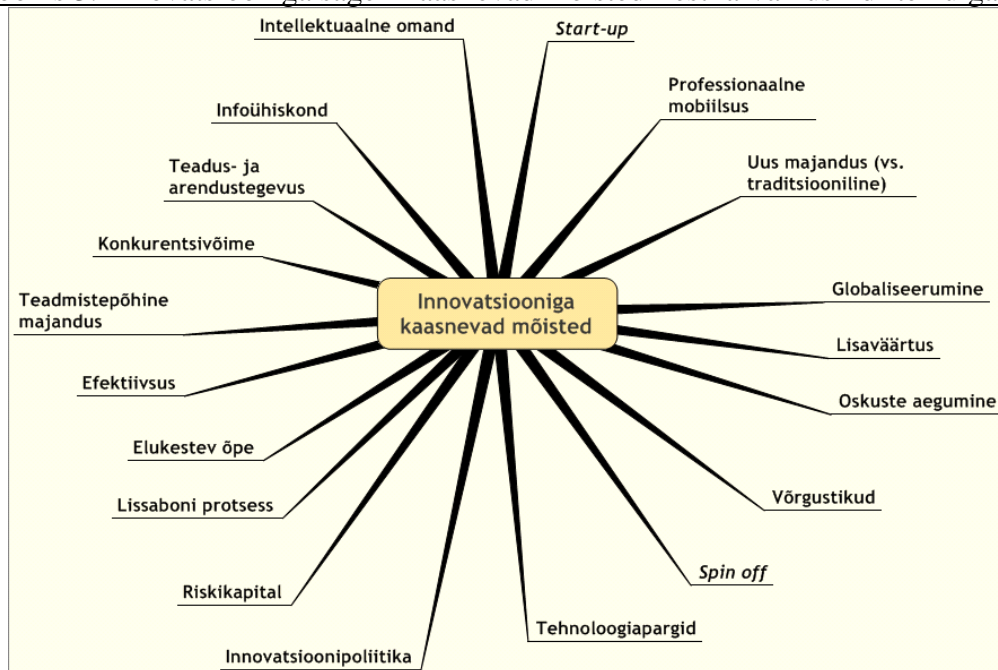 Intellektuaalne omand
Start-up
Professionaalne
mobiilsus
Infoühiskond
Teadus- ja
arendustegevus
Uus majandus (vs.
traditsiooniline)
Konkurentsivõime
Teadmistepõhine
majandus
Innovatsiooniga
kaasnevad mõisted
Globaliseerumine
Lisaväärtus
Efektiivsus
Oskuste aegumine
Elukestev õpe
Lissaboni protsess
Võrgustikud
Riskikapital
Spin off
Innovatsioonipoliitika
Tehnoloogiapargid